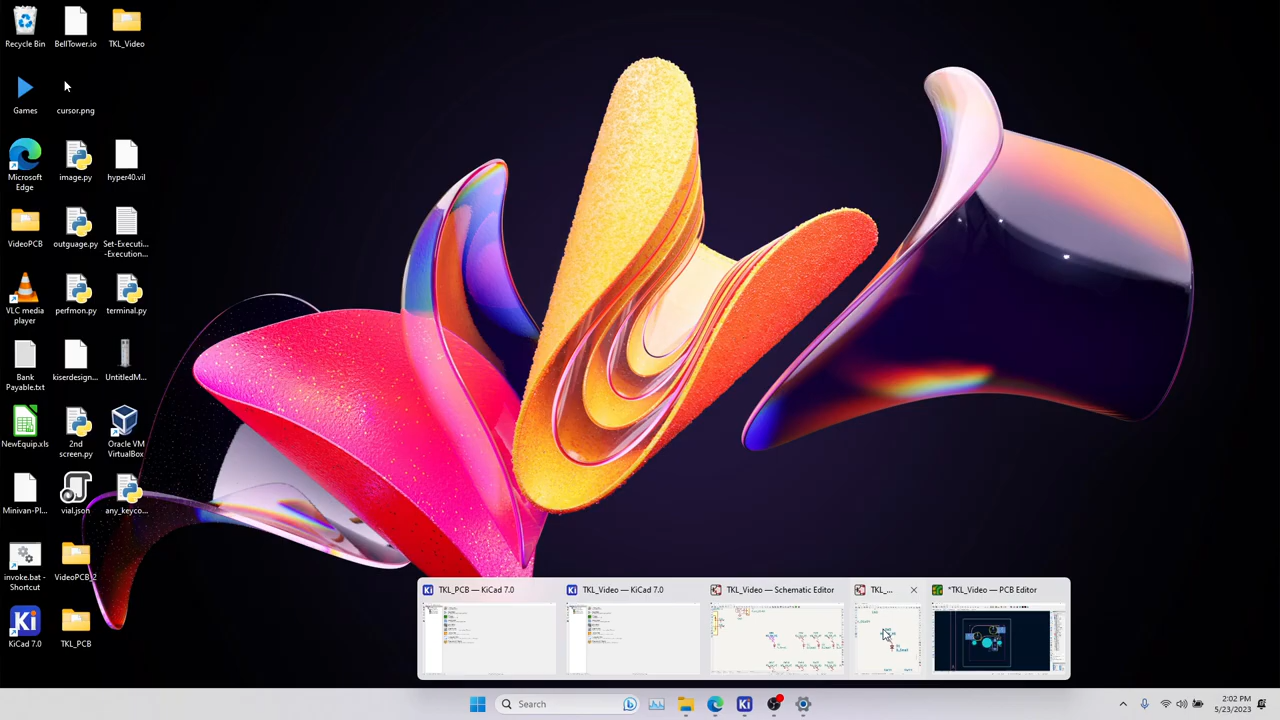 Recycle Bin
BellTower.io
TKL_Video
Games
cursor.png
Microsoft
Edge
image.py
hyper40.vil
VideoPCB
outguage.py
Set-Executi...
-Execution...
VLC media
player
perfmon.py
terminal.py
Bank
Payable.txt
kiserdesign...
UntitledM...
NewEquip.xls
2nd
screen.py
Oracle VM
VirtualBox
Minivan-Pl...
vial.json
any_keyco...
invoke.bat -
Shortcut
VideoPCB_2
KiCad 7.0
TKL_PCB
TKL_PCB — KiCad 7.0
TKL_Video — KiCad 7.0
TKL_Video — Schematic Editor
TKL_...
*TKL_Video — PCB Editor
Search
2:02 PM
5/23/2023